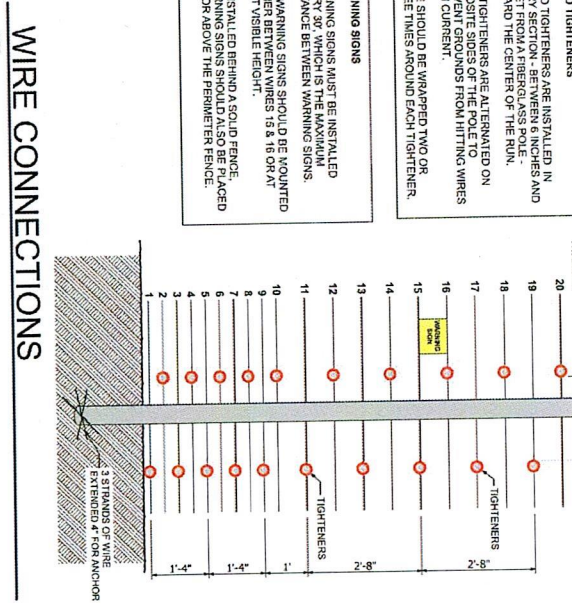 D TIGHTENERS
D TIGHTENERS ARE INSTALLED IN
Y SECTION - BETWEEN 6 INCHES AND
T FROM A FIBERGLASS POLE -
ARD THE CENTER OF THE RUN.
TIGHTENERS ARE ALTERNATED ON
OSITE SIDES OF THE POLE TO
VENT GROUNDS FROM HITTING WIRES
CURRENT.
SHOULD BE WRAPPED TWO OR
EE TIMES AROUND EACH TIGHTENER.
NING SIGNS
NING SIGNS MUST BE INSTALLED
RY 30', WHICH IS THE MAXIMUM
ANCE BETWEEN WARNING SIGNS.
WARNING SIGNS SHOULD BE MOUNTED
HER BETWEEN WIRES 15 & 16 OR AT
T VISIBLE HEIGHT.
NSTALLED BEHIND A SOLID FENCE,
NING SIGNS SHOULD ALSO BE PLACED
OR ABOVE THE PERIMETER FENCE.
20
19
18
17
16
15
14
13
12
11
10
9
8
7
6
5
4
3
2
1
WARNING
SIGN
TIGHTENERS
TIGHTENERS
2'-8"
2'-8"
1'
1'-4"
1'-4"
3 STRANDS OF WIRE
EXTENDED 4" FOR ANCHOR
WIRE CONNECTIONS